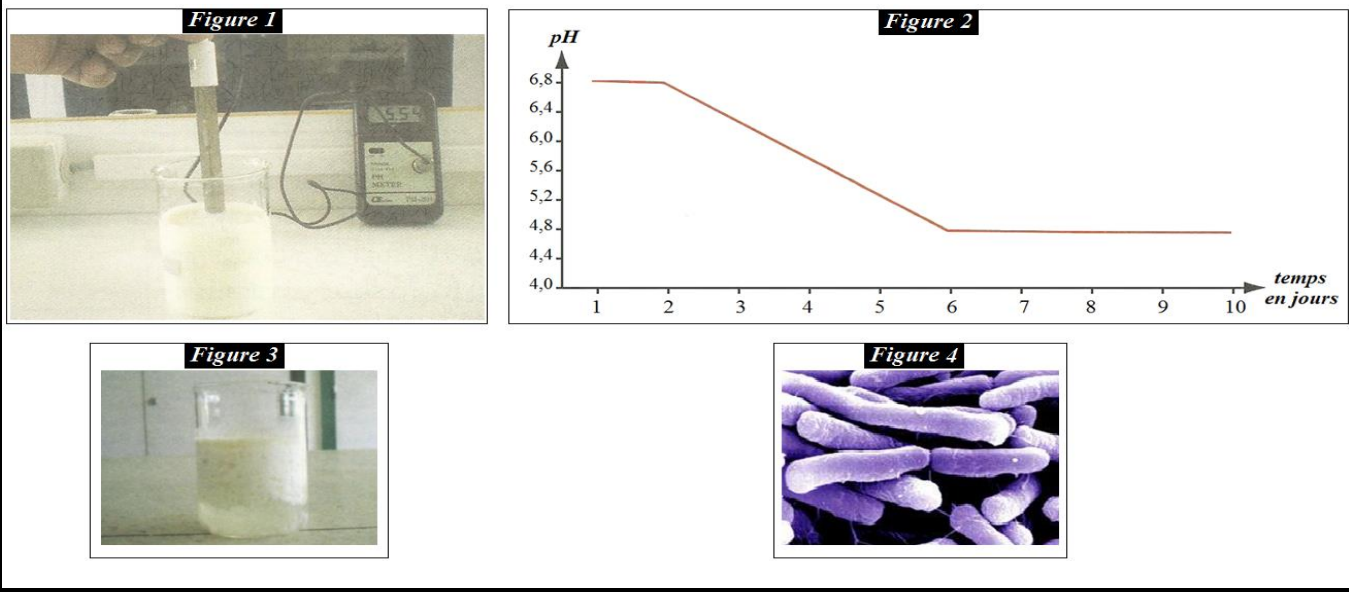 Figure 1
5.54
PH
METER
Figure 2
pH
6,8
6,4
6,0
5,6
5,2
4,8
4,4
4,0
1 2 3 4 5 6 7 8 9 10
temps
en jours
Figure 3
Figure 4